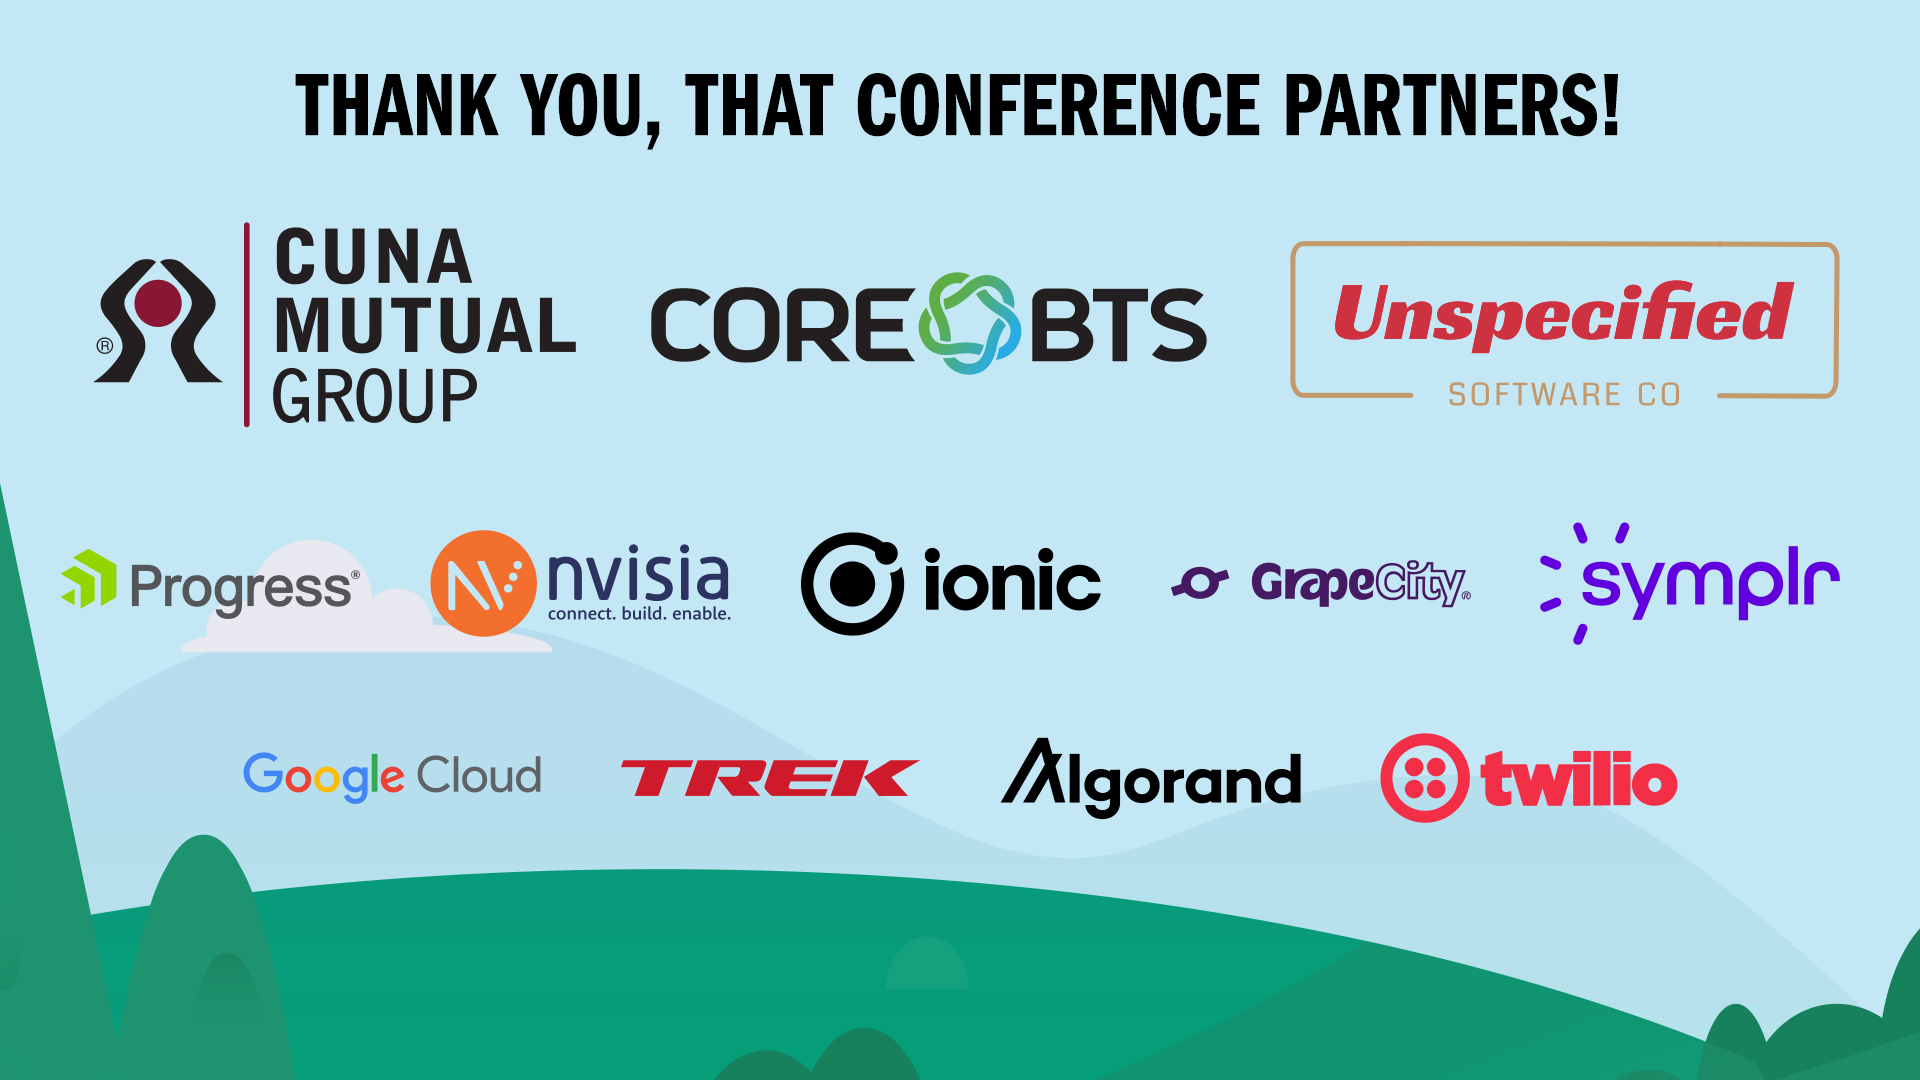 THANK YOU, THAT CONFERENCE PARTNERS!
CUNA
MUTUAL
GROUP
®
CORE BTS
Unspecified
SOFTWARE CO
Progress®
nvisia
connect. build. enable.
ionic
GrapeCity®
symplr
Google Cloud
TREK
Algorand
twilio